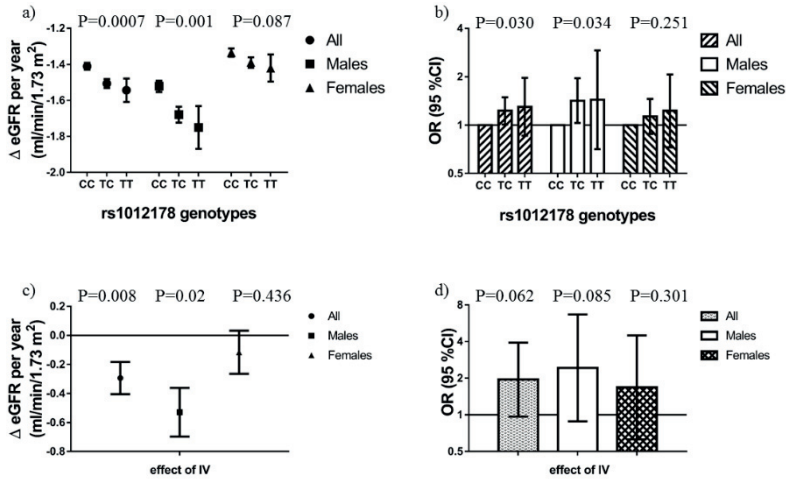 a)
P=0.0007 P=0.001 P=0.087
-1.2
-1.4
-1.6
-1.8
-2.0
Δ eGFR per year
(ml/min/1.73 m²)
CC TC TT CC TC TT CC TC TT
rs1012178 genotypes
All
Males
Females
b)
P=0.030 P=0.034 P=0.251
4
2
1
0.5
OR (95 %CI)
CC TC TT CC TC TT CC TC TT
rs1012178 genotypes
All
Males
Females
c)
P=0.008 P=0.02 P=0.436
0.2
0.0
-0.2
-0.4
-0.6
-0.8
Δ eGFR per year
(ml/min/1.73 m²)
effect of IV
All
Males
Females
d)
P=0.062 P=0.085 P=0.301
8
4
2
1
0.5
OR (95 %CI)
effect of IV
All
Males
Females